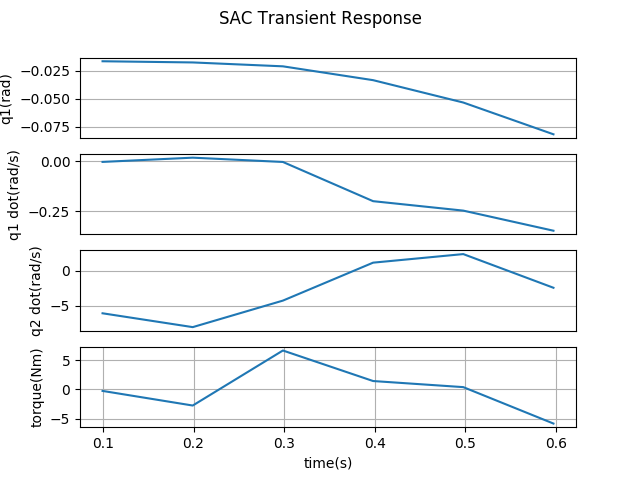 SAC Transient Response
q1(rad)
−0.025
−0.050
−0.075
q1 dot(rad/s)
0.00
−0.25
q2 dot(rad/s)
0
−5
torque(Nm)
5
0
−5
0.1 0.2 0.3 0.4 0.5 0.6
time(s)